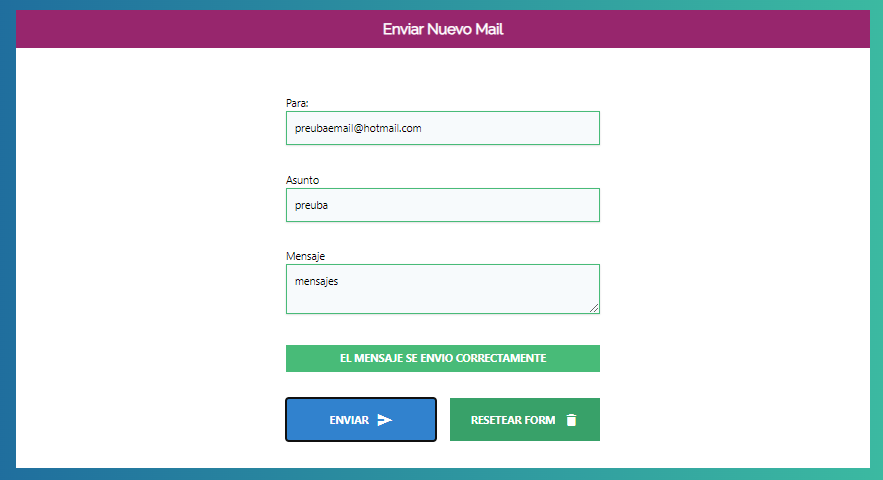 Enviar Nuevo Mail
Para:
preubaemail@hotmail.com
Asunto
preuba
Mensaje
mensajes
EL MENSAJE SE ENVIO CORRECTAMENTE
ENVIAR
RESETEAR FORM